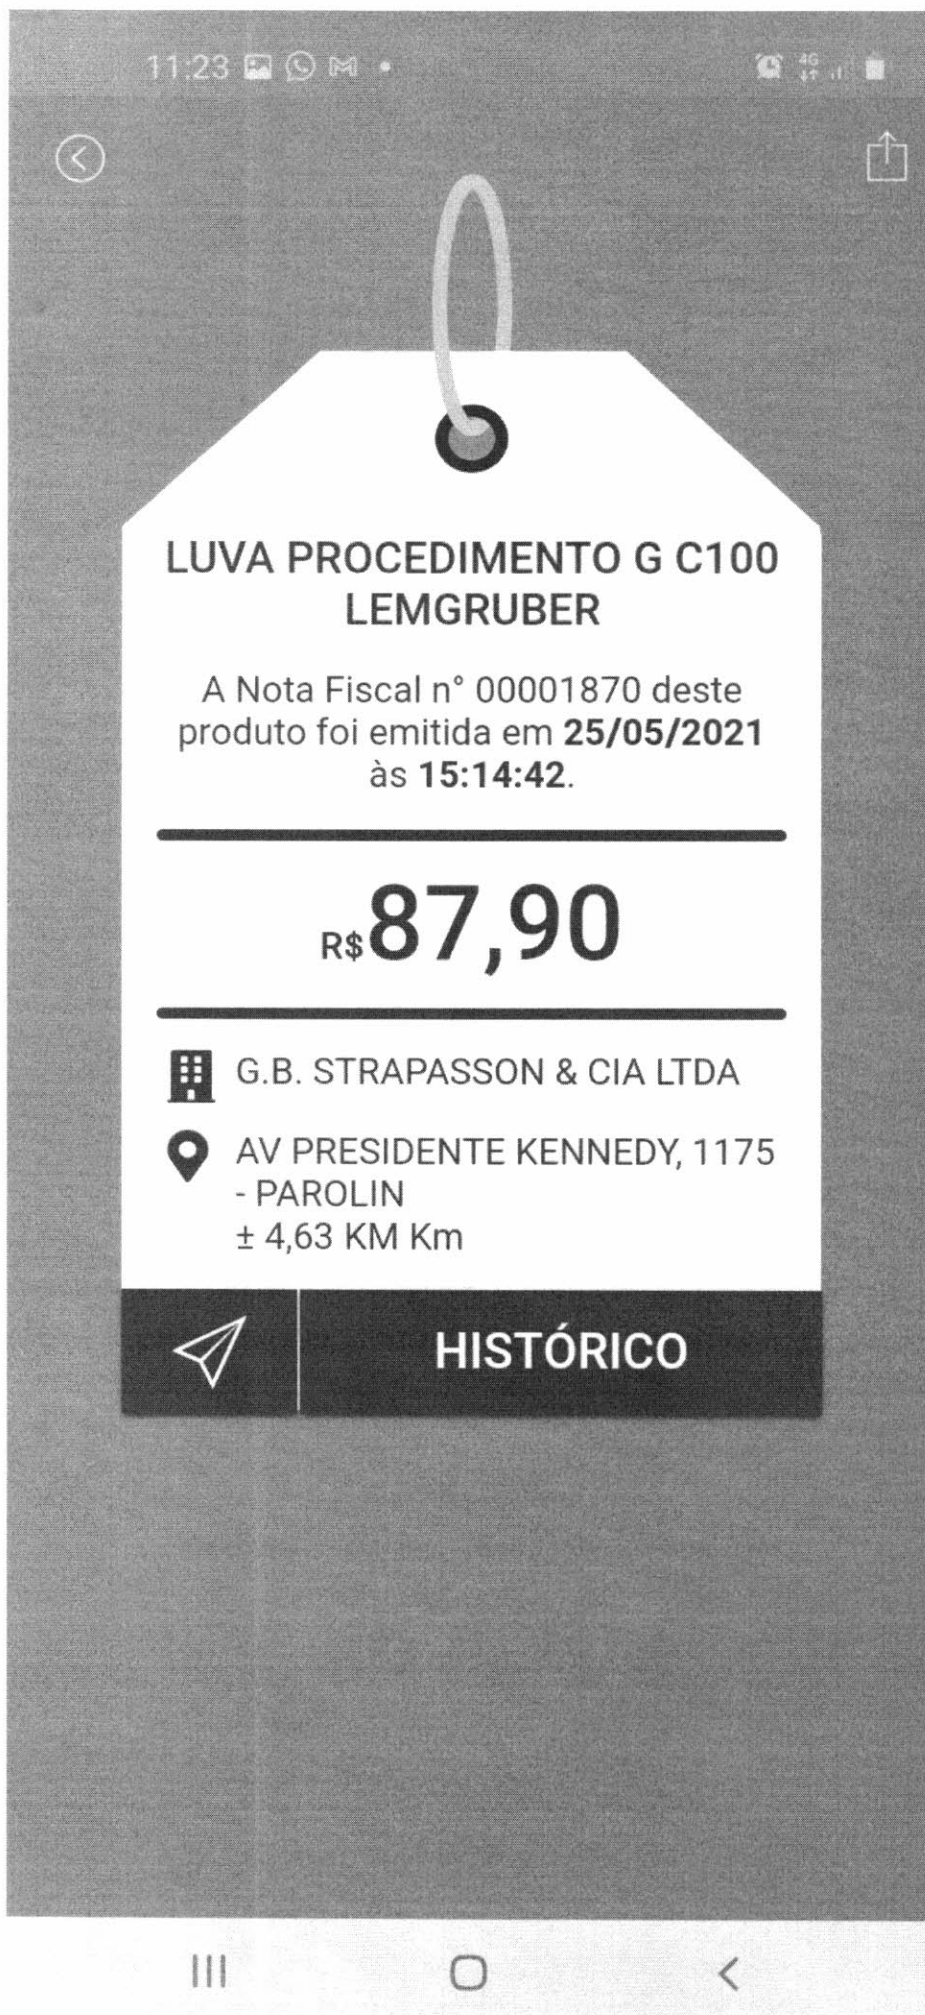 11:23
4G
LUVA PROCEDIMENTO G C100
LEMGRUBER
A Nota Fiscal n° 00001870 deste
produto foi emitida em 25/05/2021
às 15:14:42.
R$87,90
G.B. STRAPASSON & CIA LTDA
AV PRESIDENTE KENNEDY, 1175
- PAROLIN
± 4,63 KM Km
HISTÓRICO